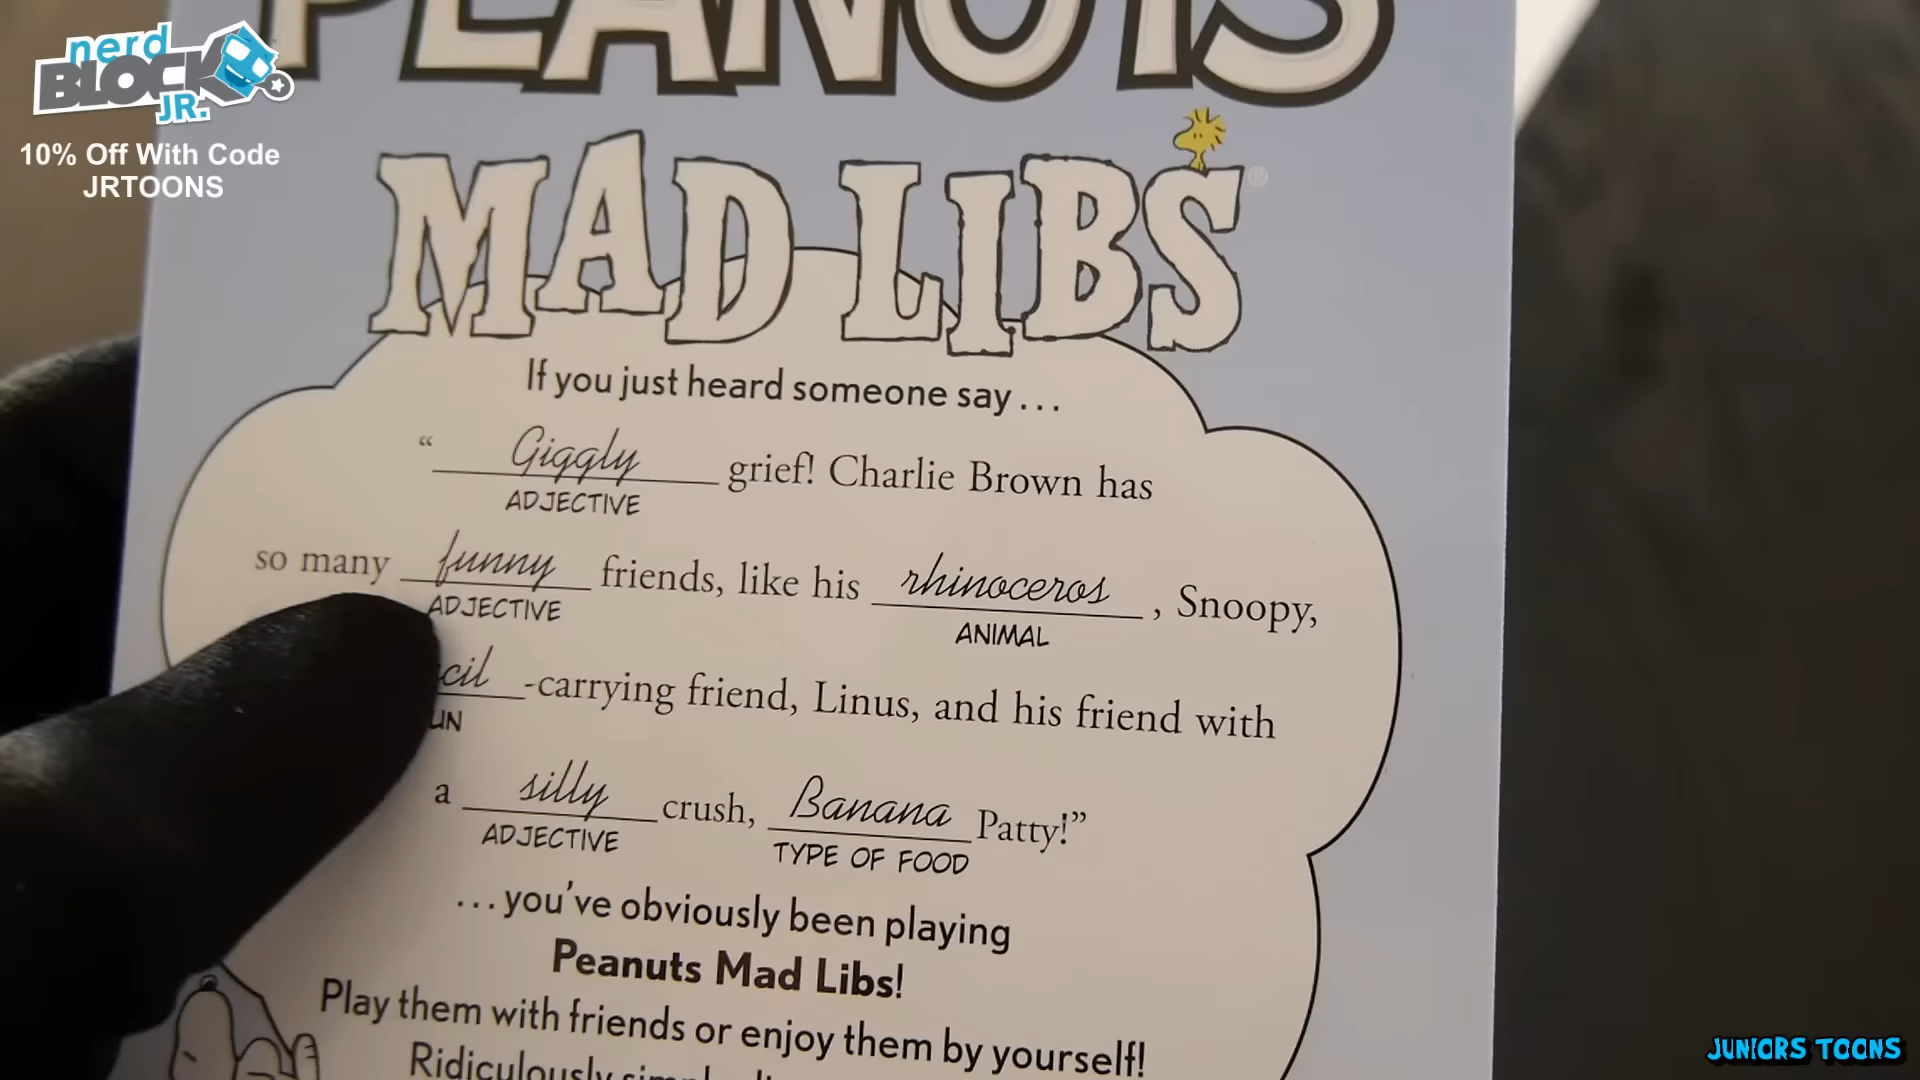 nerd
BLOCK
JR.
10% Off With Code
JRTOONS
PEANUTS
MAD LIBS
If you just heard someone say...
“Giggly grief! Charlie Brown has
ADJECTIVE
so many funny friends, like his rhinoceros, Snoopy,
ADJECTIVE ANIMAL
-carrying friend, Linus, and his friend with
a silly crush, Banana Patty!”
ADJECTIVE TYPE OF FOOD
...you've obviously been playing
Peanuts Mad Libs!
Play them with friends or enjoy them by yourself!
Ridiculously
JUNIORS TOONS